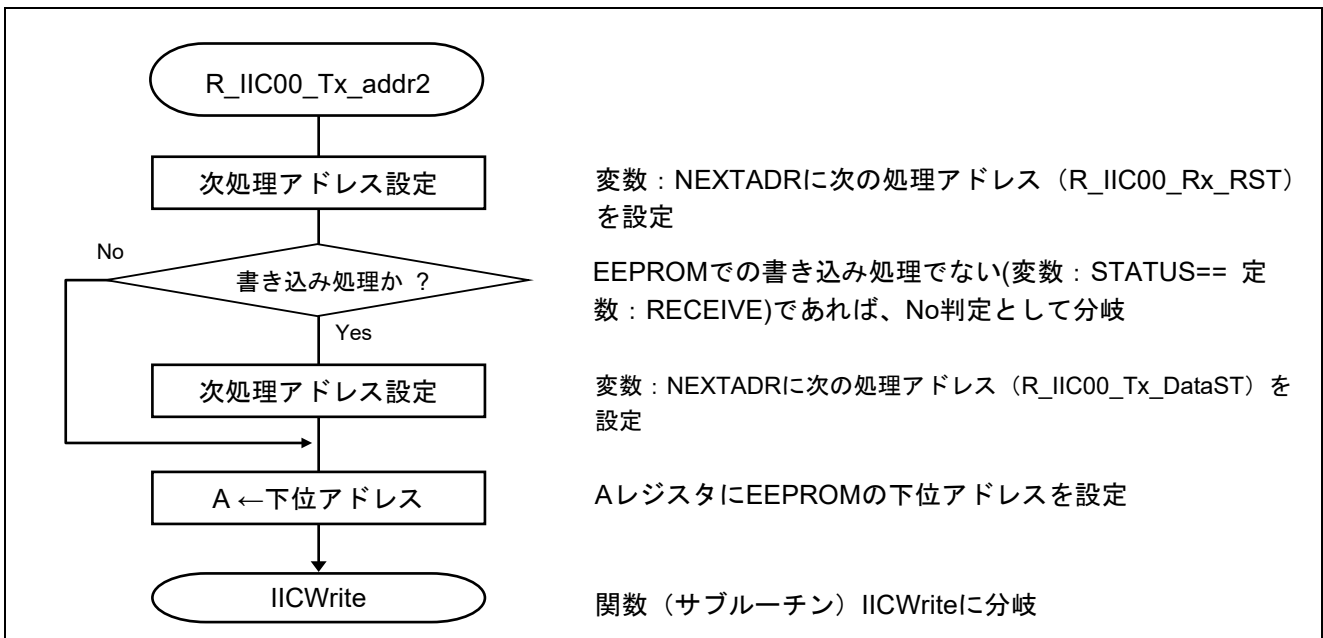 R_IIC00_Tx_addr2
次処理アドレス設定
変数：NEXTADRに次の処理アドレス（R_IIC00_Rx_RST）
を設定
No
書き込み処理か ？
EEPROMでの書き込み処理でない(変数：STATUS== 定
数：RECEIVE)であれば、No判定として分岐
Yes
次処理アドレス設定
変数：NEXTADRに次の処理アドレス（R_IIC00_Tx_DataST）を
設定
A ←下位アドレス
AレジスタにEEPROMの下位アドレスを設定
IICWrite
関数（サブルーチン）IICWriteに分岐